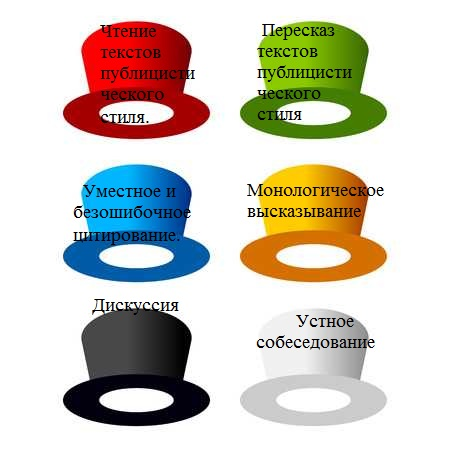 Чтение
текстов
публицисти
ческого
стиля.
Пересказ
текстов
публицисти
ческого
стиля
Уместное и
безошибочное
цитирование.
Монологическое
высказывание
Дискуссия
Устное
собеседование